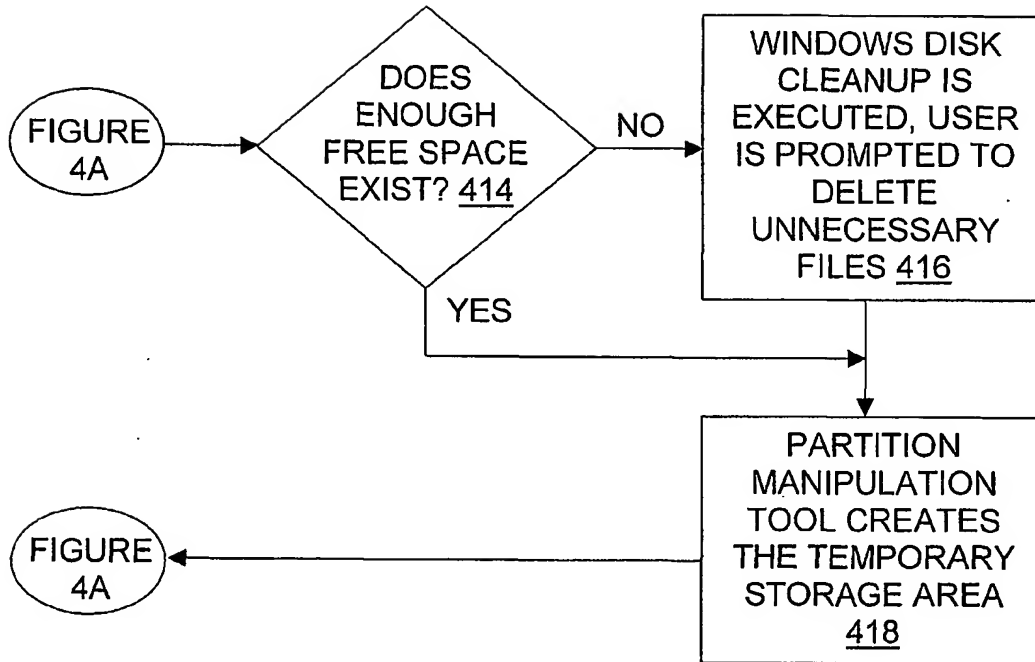 FIGURE
4A
DOES
ENOUGH
FREE SPACE
EXIST? 414
NO
WINDOWS DISK
CLEANUP IS
EXECUTED, USER
IS PROMPTED TO
DELETE
UNNECESSARY
FILES 416
YES
PARTITION
MANIPULATION
TOOL CREATES
THE TEMPORARY
STORAGE AREA
418
FIGURE
4A